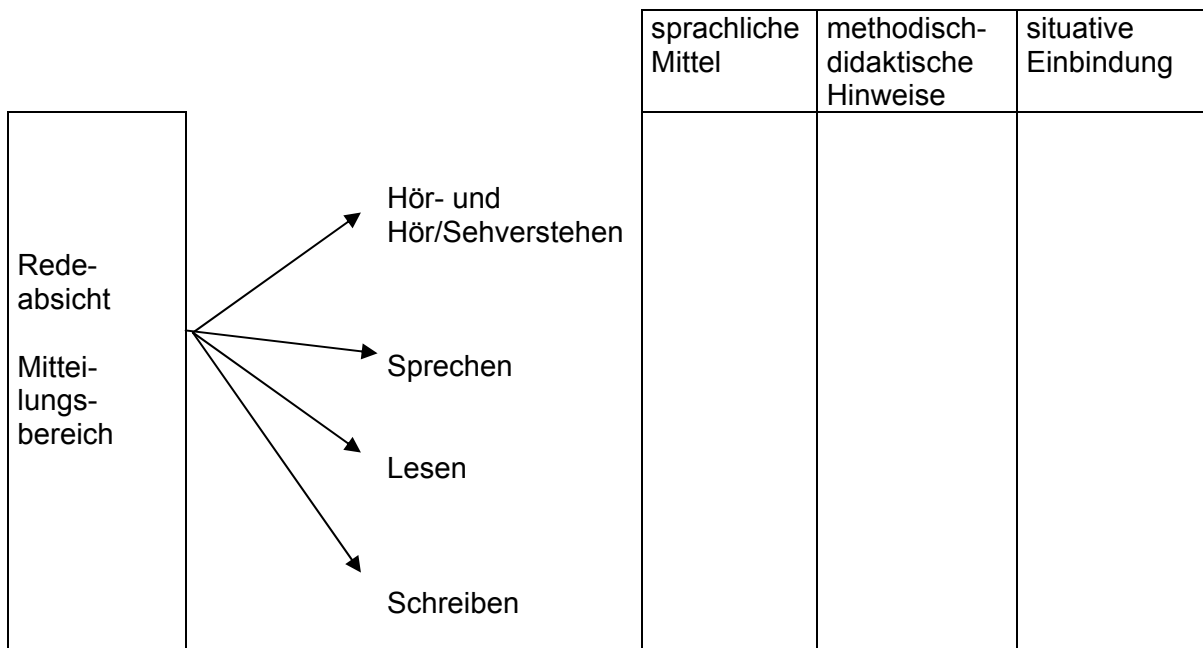 sprachliche
Mittel
methodisch-
didaktische
Hinweise
situative
Einbindung
Rede-
absicht
Mittei-
lungs-
bereich
Hör- und
Hör/Sehverstehen
Sprechen
Lesen
Schreiben